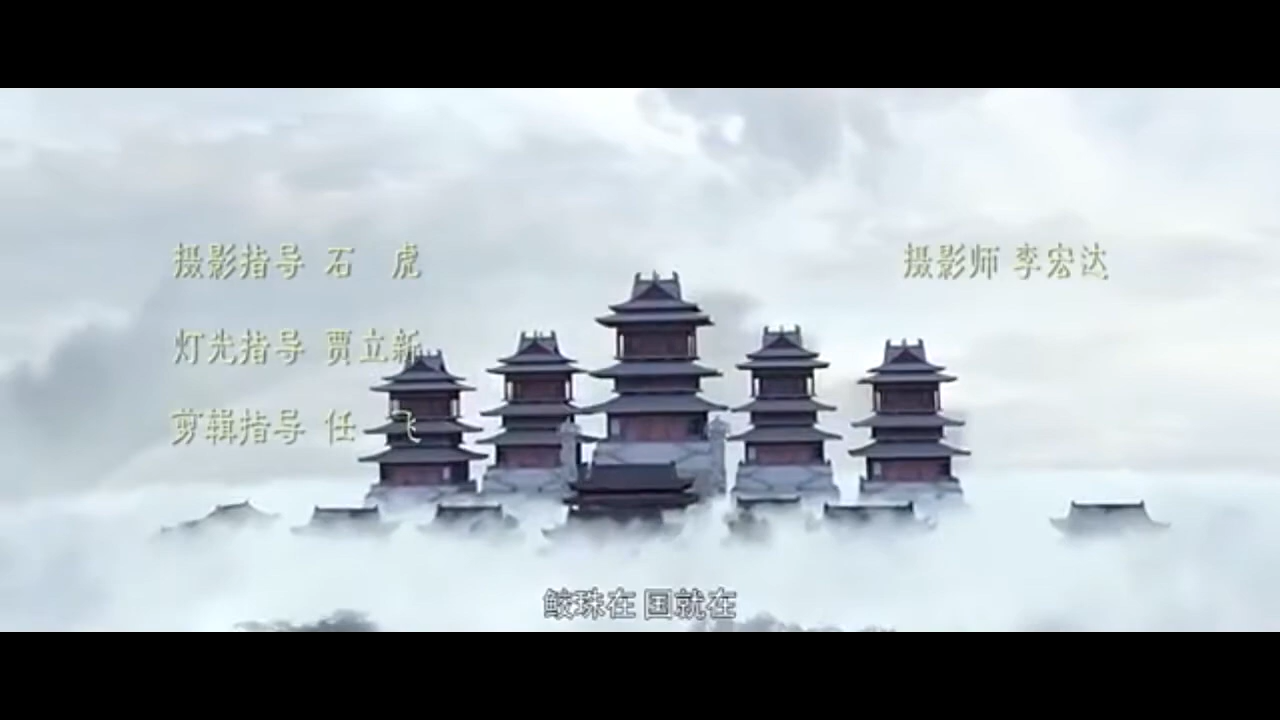 摄影指导 石 虎
摄影师 李宏达
灯光指导 贾立新
剪辑指导 任 飞
鲛珠在 国就在